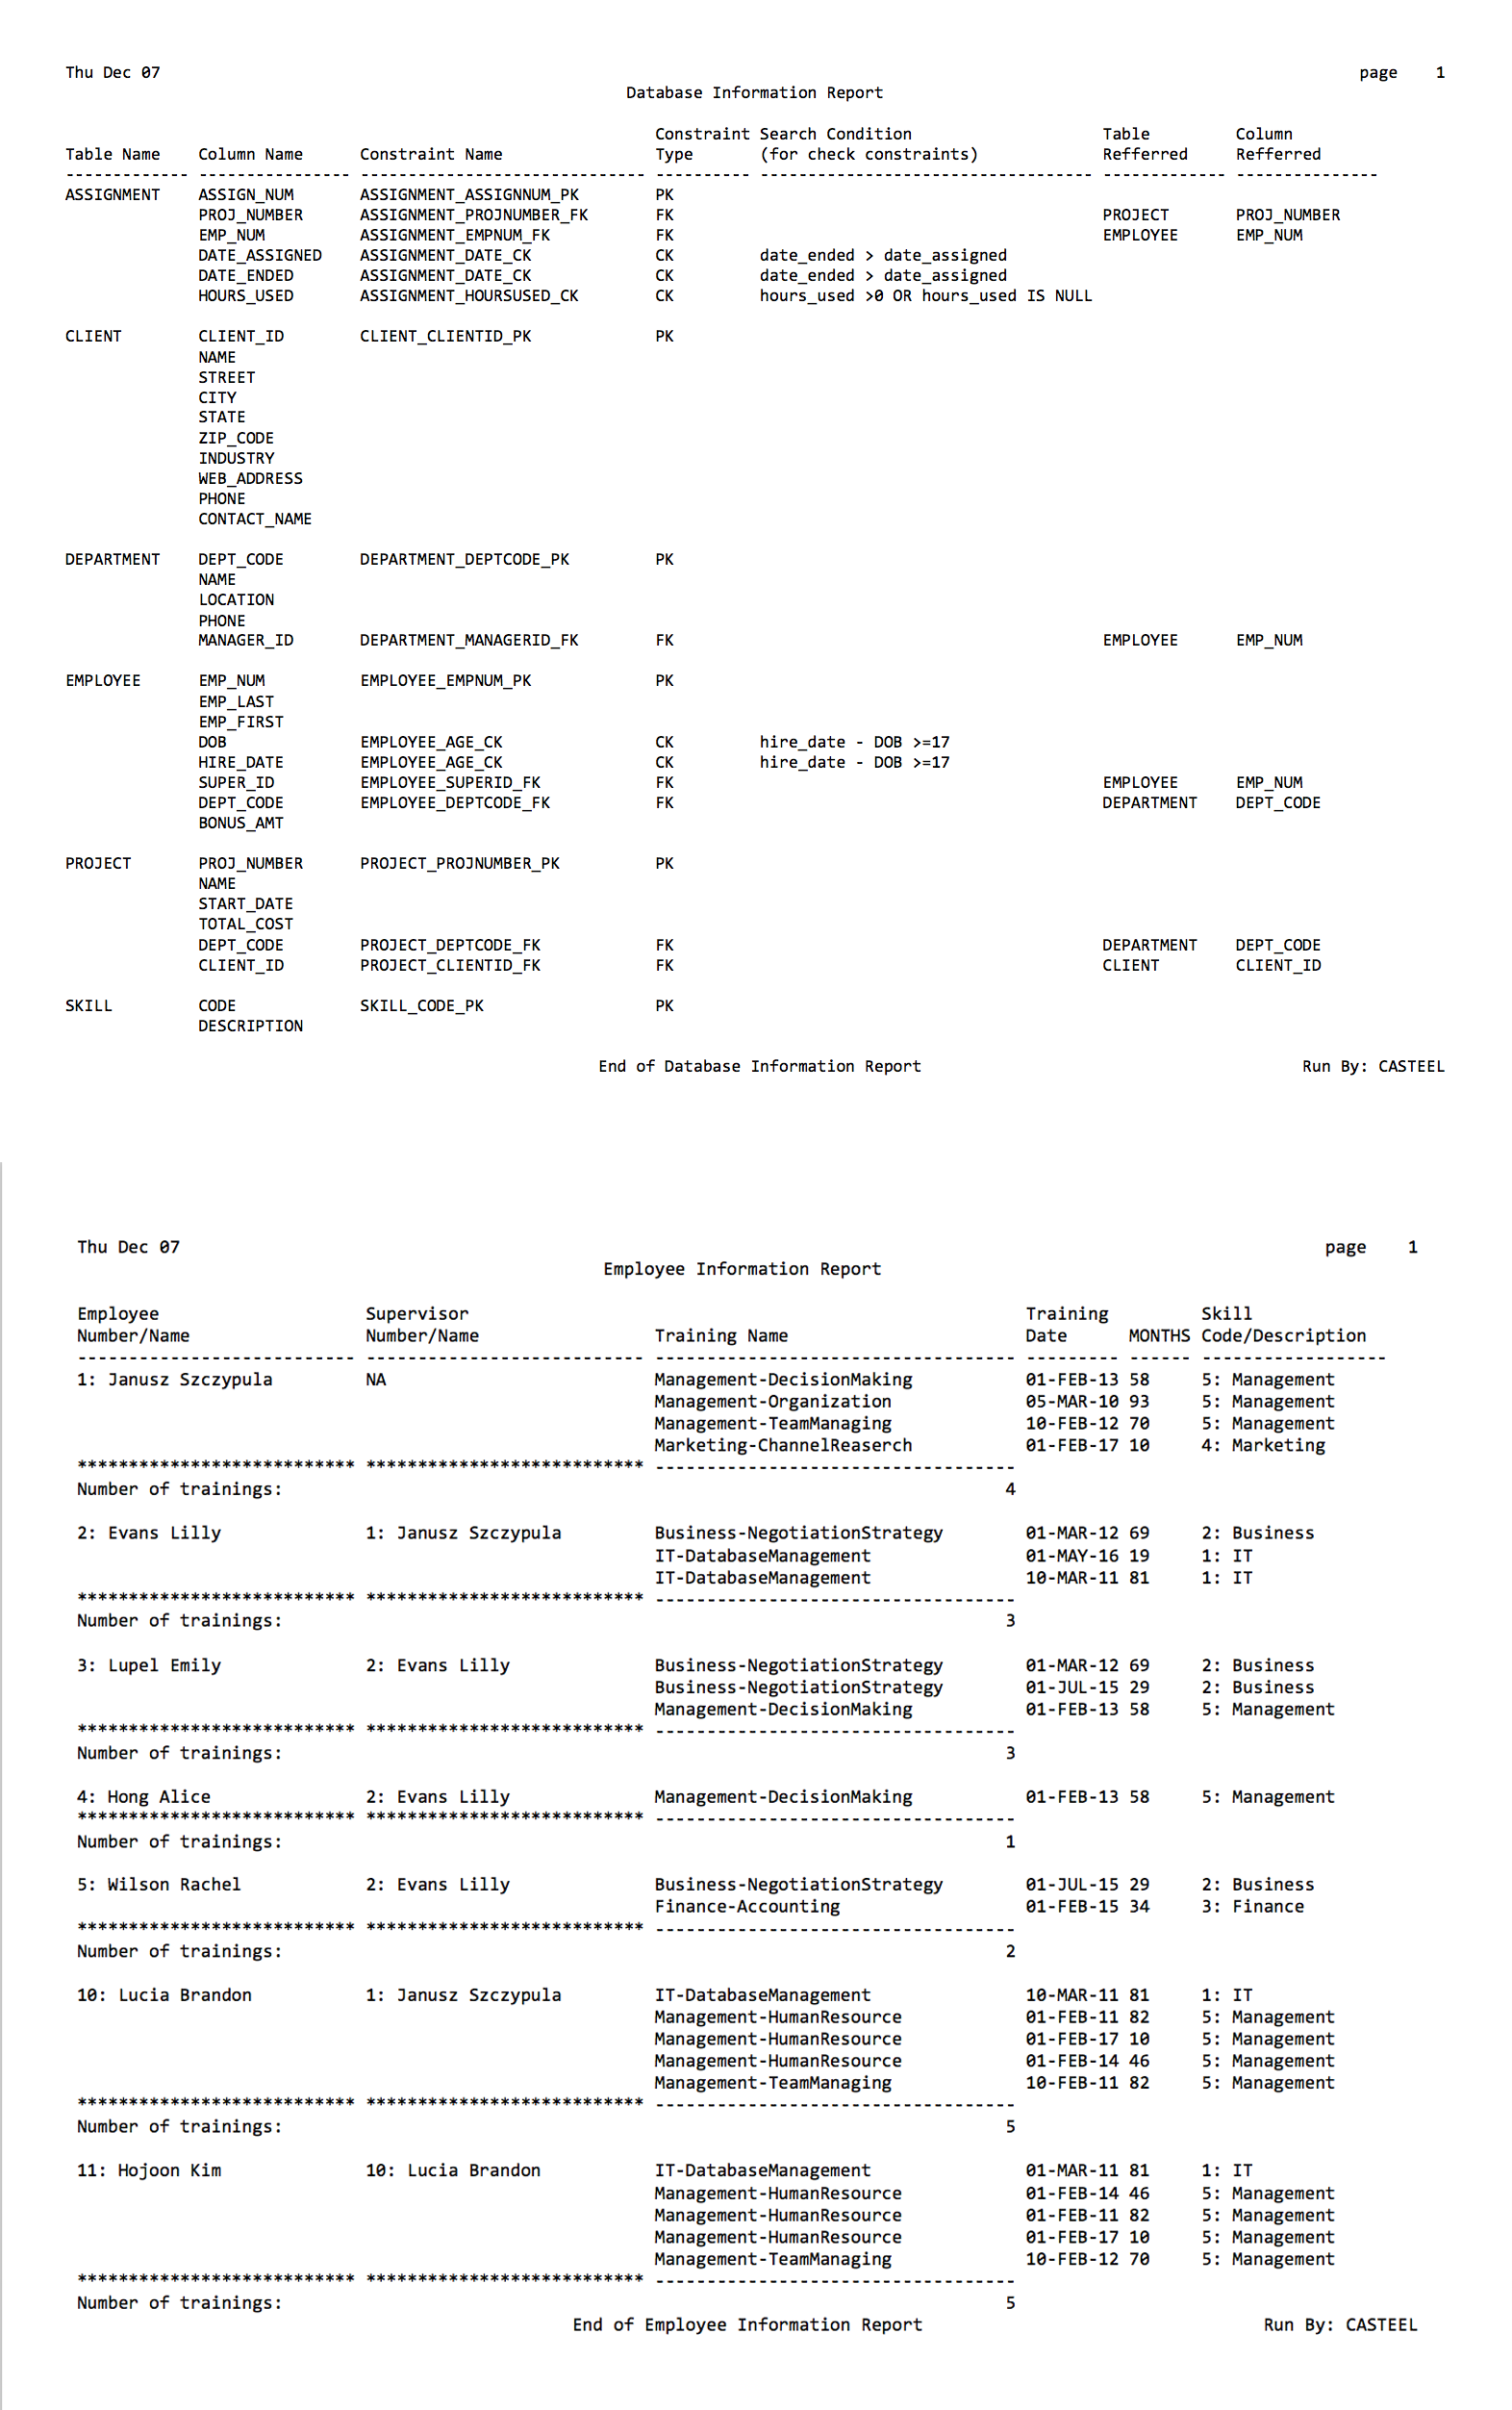 Thu Dec 07                                                                 page    1
Database Information Report
Constraint Search Condition                    Table         Column
Table Name    Column Name      Constraint Name                Type       (for check constraints)             Refferred     Refferred
------------- ---------------- ------------------------------ ---------- ----------------------------------- ------------- ---------------
ASSIGNMENT    ASSIGN_NUM       ASSIGNMENT_ASSIGNNUM_PK        PK
PROJ_NUMBER      ASSIGNMENT_PROJNUMBER_FK       FK       PROJECT       PROJ_NUMBER
EMP_NUM          ASSIGNMENT_EMPNUM_FK           FK       EMPLOYEE      EMP_NUM
DATE_ASSIGNED    ASSIGNMENT_DATE_CK             CK         date_ended > date_assigned
DATE_ENDED       ASSIGNMENT_DATE_CK             CK         date_ended > date_assigned
HOURS_USED       ASSIGNMENT_HOURSUSED_CK        CK         hours_used >0 OR hours_used IS NULL
CLIENT        CLIENT_ID        CLIENT_CLIENTID_PK             PK
NAME
STREET
CITY
STATE
ZIP_CODE
INDUSTRY
WEB_ADDRESS
PHONE
CONTACT_NAME
DEPARTMENT    DEPT_CODE        DEPARTMENT_DEPTCODE_PK         PK
NAME
LOCATION
PHONE
MANAGER_ID       DEPARTMENT_MANAGERID_FK        FK       EMPLOYEE      EMP_NUM
EMPLOYEE      EMP_NUM          EMPLOYEE_EMPNUM_PK             PK
EMP_LAST
EMP_FIRST
DOB              EMPLOYEE_AGE_CK                CK         hire_date - DOB >=17
HIRE_DATE        EMPLOYEE_AGE_CK                CK         hire_date - DOB >=17
SUPER_ID         EMPLOYEE_SUPERID_FK            FK       EMPLOYEE      EMP_NUM
DEPT_CODE        EMPLOYEE_DEPTCODE_FK           FK       DEPARTMENT    DEPT_CODE
BONUS_AMT
PROJECT       PROJ_NUMBER      PROJECT_PROJNUMBER_PK          PK
NAME
START_DATE
TOTAL_COST
DEPT_CODE        PROJECT_DEPTCODE_FK            FK       DEPARTMENT    DEPT_CODE
CLIENT_ID        PROJECT_CLIENTID_FK            FK       CLIENT        CLIENT_ID
SKILL         CODE             SKILL_CODE_PK                  PK
DESCRIPTION
End of Database Information Report                                        Run By: CASTEEL
Thu Dec 07                                                                 page    1
Employee Information Report
Employee                    Supervisor                                                       Training         Skill
Number/Name                 Number/Name                 Training Name                       Date      MONTHS Code/Description
--------------------------- --------------------------- ----------------------------------- --------- ------ ------------------
1: Janusz Szczypula         NA                          Management-DecisionMaking           01-FEB-13 58     5: Management
Management-Organization             05-MAR-10 93     5: Management
Management-TeamManaging             10-FEB-12 70     5: Management
Marketing-ChannelReaserch           01-FEB-17 10     4: Marketing
*************************** *************************** -----------------------------------
Number of trainings:                                    4
2: Evans Lilly              1: Janusz Szczypula         Business-NegotiationStrategy        01-MAR-12 69     2: Business
IT-DatabaseManagement               01-MAY-16 19     1: IT
IT-DatabaseManagement               10-MAR-11 81     1: IT
*************************** *************************** -----------------------------------
Number of trainings:                                    3
3: Lupel Emily              2: Evans Lilly              Business-NegotiationStrategy        01-MAR-12 69     2: Business
Business-NegotiationStrategy        01-JUL-15 29     2: Business
Management-DecisionMaking           01-FEB-13 58     5: Management
*************************** *************************** -----------------------------------
Number of trainings:                                    3
4: Hong Alice               2: Evans Lilly              Management-DecisionMaking           01-FEB-13 58     5: Management
*************************** *************************** -----------------------------------
Number of trainings:                                    1
5: Wilson Rachel            2: Evans Lilly              Business-NegotiationStrategy        01-JUL-15 29     2: Business
Finance-Accounting                  01-FEB-15 34     3: Finance
*************************** *************************** -----------------------------------
Number of trainings:                                    2
10: Lucia Brandon           1: Janusz Szczypula         IT-DatabaseManagement               10-MAR-11 81     1: IT
Management-HumanResource            01-FEB-11 82     5: Management
Management-HumanResource            01-FEB-17 10     5: Management
Management-HumanResource            01-FEB-14 46     5: Management
Management-TeamManaging             10-FEB-11 82     5: Management
*************************** *************************** -----------------------------------
Number of trainings:                                    5
11: Hojoon Kim              10: Lucia Brandon           IT-DatabaseManagement               01-MAR-11 81     1: IT
Management-HumanResource            01-FEB-14 46     5: Management
Management-HumanResource            01-FEB-11 82     5: Management
Management-HumanResource            01-FEB-17 10     5: Management
Management-TeamManaging             10-FEB-12 70     5: Management
*************************** *************************** -----------------------------------
Number of trainings:                                    5
End of Employee Information Report                                        Run By: CASTEEL